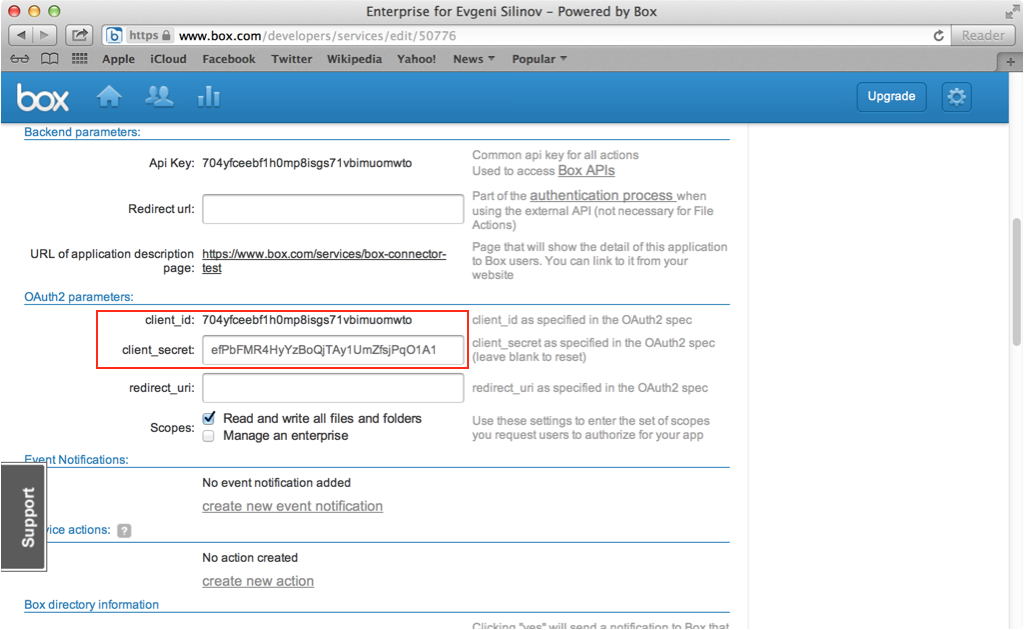 Enterprise for Evgeni Silinov – Powered by Box
https www.box.com/developers/services/edit/50776 Reader
Apple iCloud Facebook Twitter Wikipedia Yahoo! News Popular
box Upgrade
Backend parameters:
Api Key: 704yfceebf1h0mp8isgs71vbimuomwto
Common api key for all actions
Used to access Box APIs
Redirect url:
Part of the authentication process when
using the external API (not necessary for File
Actions)
URL of application description
page:
https://www.box.com/services/box-connector-
test
Page that will show the detail of this application
to Box users. You can link to it from your
website
OAuth2 parameters:
client_id: 704yfceebf1h0mp8isgs71vbimuomwto client_id as specified in the OAuth2 spec
client_secret: efPbFMR4HyYzBoQjTAy1UmZfsjPqO1A1
client_secret as specified in the OAuth2 spec
(leave blank to reset)
redirect_uri: redirect_uri as specified in the OAuth2 spec
Scopes:
Read and write all files and folders
Manage an enterprise
Use these settings to enter the set of scopes
you request users to authorize for your app
Event Notifications:
No event notification added
create new event notification
Support
vice actions: ?
No action created
create new action
Box directory information
Clicking "yes" will send a notification to Box that